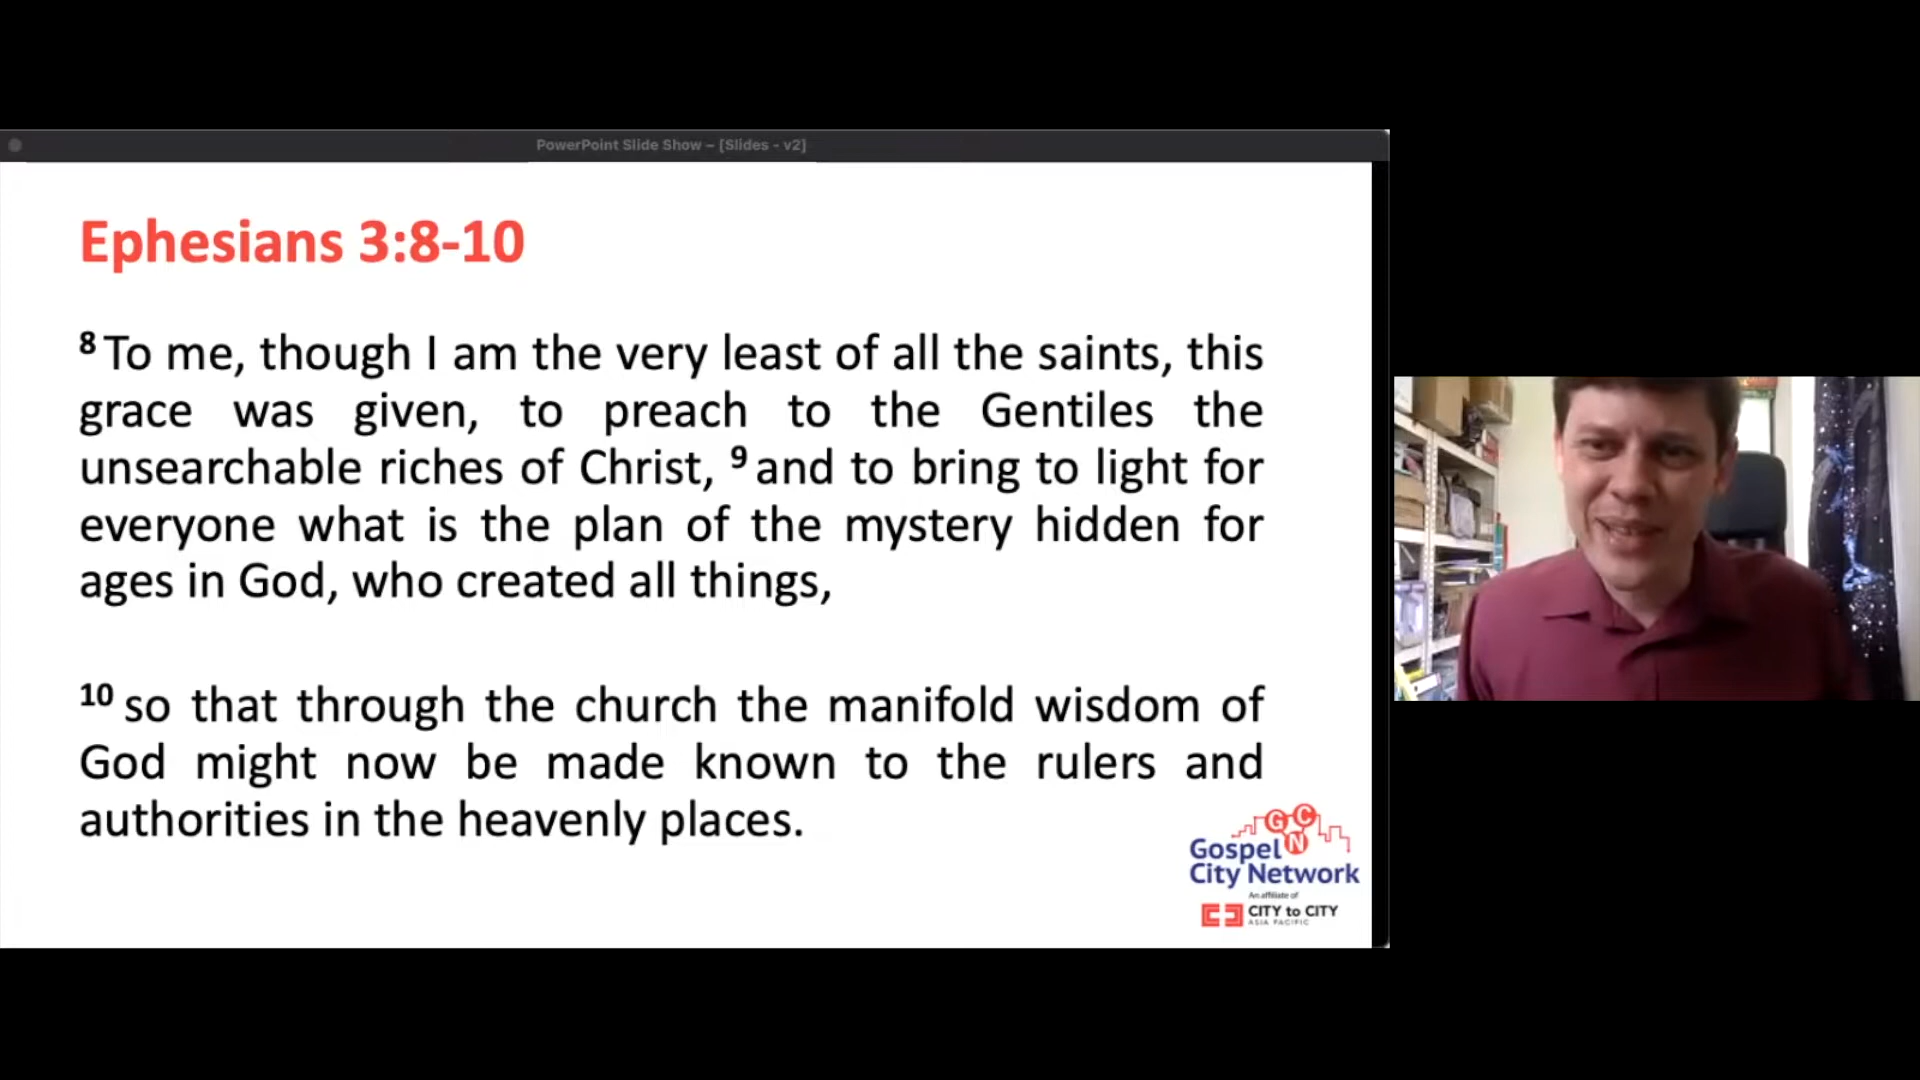 PowerPoint Slide Show – [Slides - v2]
Ephesians 3:8-10
8 To me, though I am the very least of all the saints, this
grace was given, to preach to the Gentiles the
unsearchable riches of Christ, 9 and to bring to light for
everyone what is the plan of the mystery hidden for
ages in God, who created all things,
10 so that through the church the manifold wisdom of
God might now be made known to the rulers and
authorities in the heavenly places.
G C
N
Gospel
City Network
An affiliate of
CITY to CITY
ASIA PACIFIC